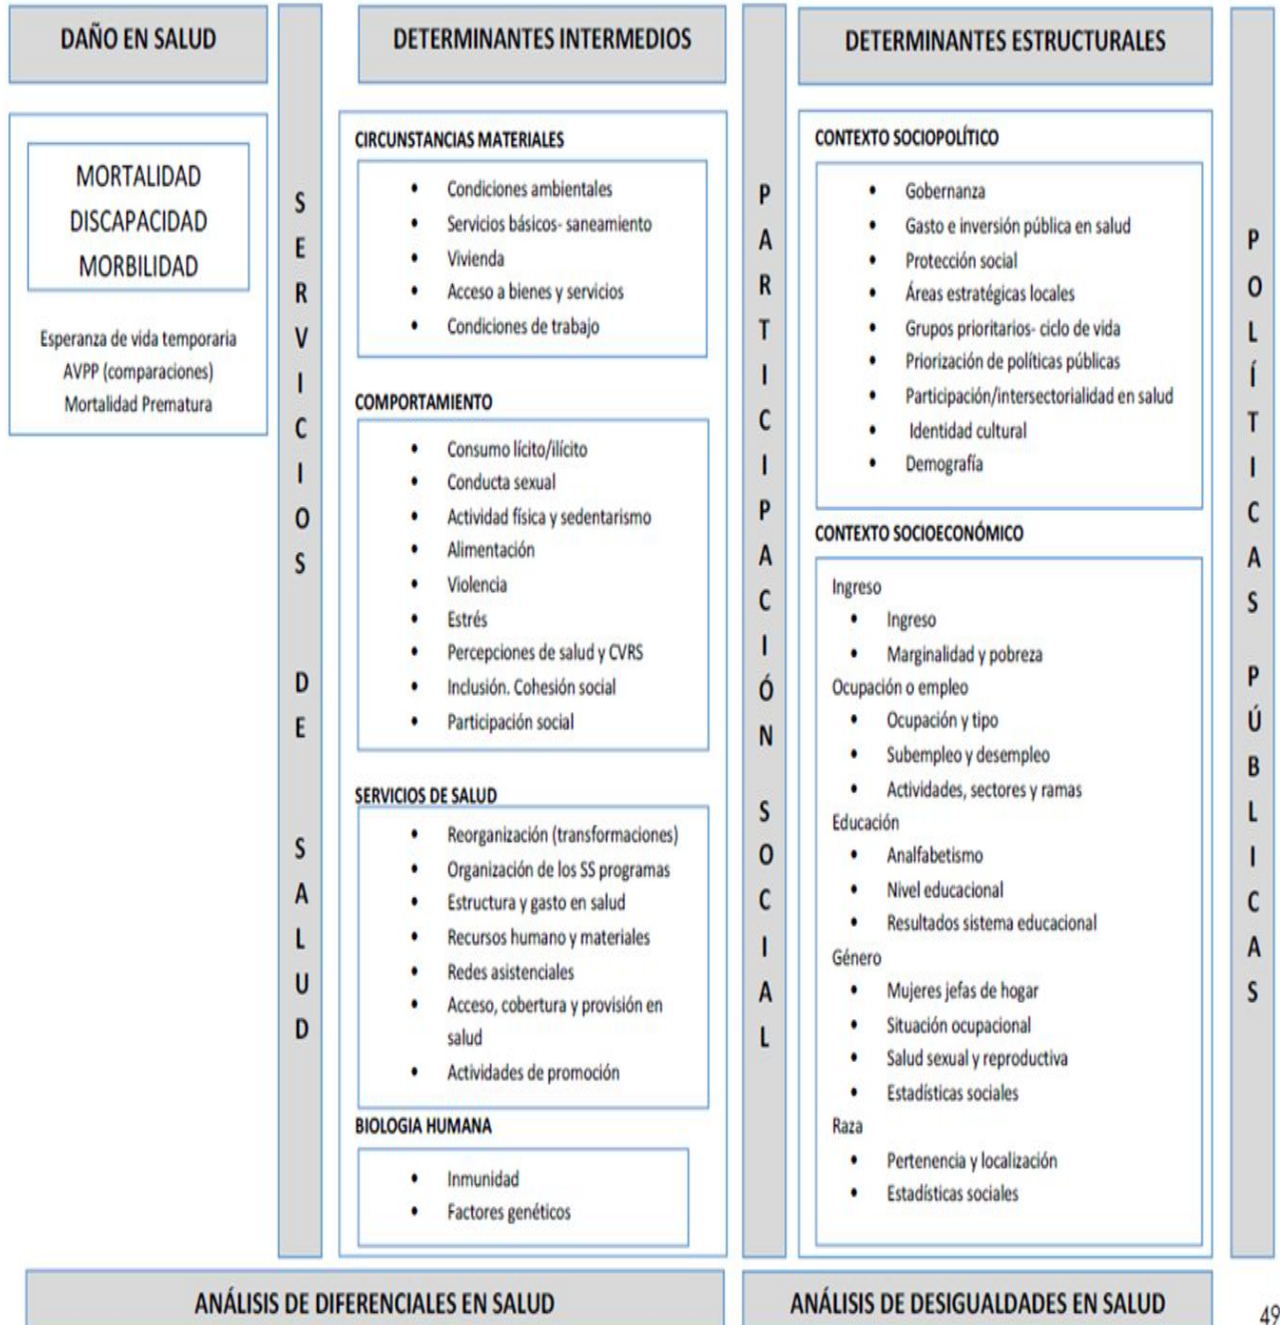 DAÑO EN SALUD
MORTALIDAD
DISCAPACIDAD
MORBILIDAD
Esperanza de vida temporaria
AVPP (comparaciones)
Mortalidad Prematura
SERVICIOS DE SALUD
DETERMINANTES INTERMEDIOS
CIRCUNSTANCIAS MATERIALES
• Condiciones ambientales
• Servicios básicos- saneamiento
• Vivienda
• Acceso a bienes y servicios
• Condiciones de trabajo
COMPORTAMIENTO
• Consumo lícito/ilícito
• Conducta sexual
• Actividad física y sedentarismo
• Alimentación
• Violencia
• Estrés
• Percepciones de salud y CVRS
• Inclusión. Cohesión social
• Participación social
SERVICIOS DE SALUD
• Reorganización (transformaciones)
• Organización de los SS programas
• Estructura y gasto en salud
• Recursos humano y materiales
• Redes asistenciales
• Acceso, cobertura y provisión en
salud
• Actividades de promoción
BIOLOGIA HUMANA
• Inmunidad
• Factores genéticos
PARTICIPACIÓN SOCIAL
DETERMINANTES ESTRUCTURALES
CONTEXTO SOCIOPOLÍTICO
• Gobernanza
• Gasto e inversión pública en salud
• Protección social
• Áreas estratégicas locales
• Grupos prioritarios- ciclo de vida
• Priorización de políticas públicas
• Participación/intersectorialidad en salud
• Identidad cultural
• Demografía
CONTEXTO SOCIOECONÓMICO
Ingreso
• Ingreso
• Marginalidad y pobreza
Ocupación o empleo
• Ocupación y tipo
• Subempleo y desempleo
• Actividades, sectores y ramas
Educación
• Analfabetismo
• Nivel educacional
• Resultados sistema educacional
Género
• Mujeres jefas de hogar
• Situación ocupacional
• Salud sexual y reproductiva
• Estadísticas sociales
Raza
• Pertenencia y localización
• Estadísticas sociales
POLÍTICAS PÚBLICAS
ANÁLISIS DE DIFERENCIALES EN SALUD
ANÁLISIS DE DESIGUALDADES EN SALUD
49